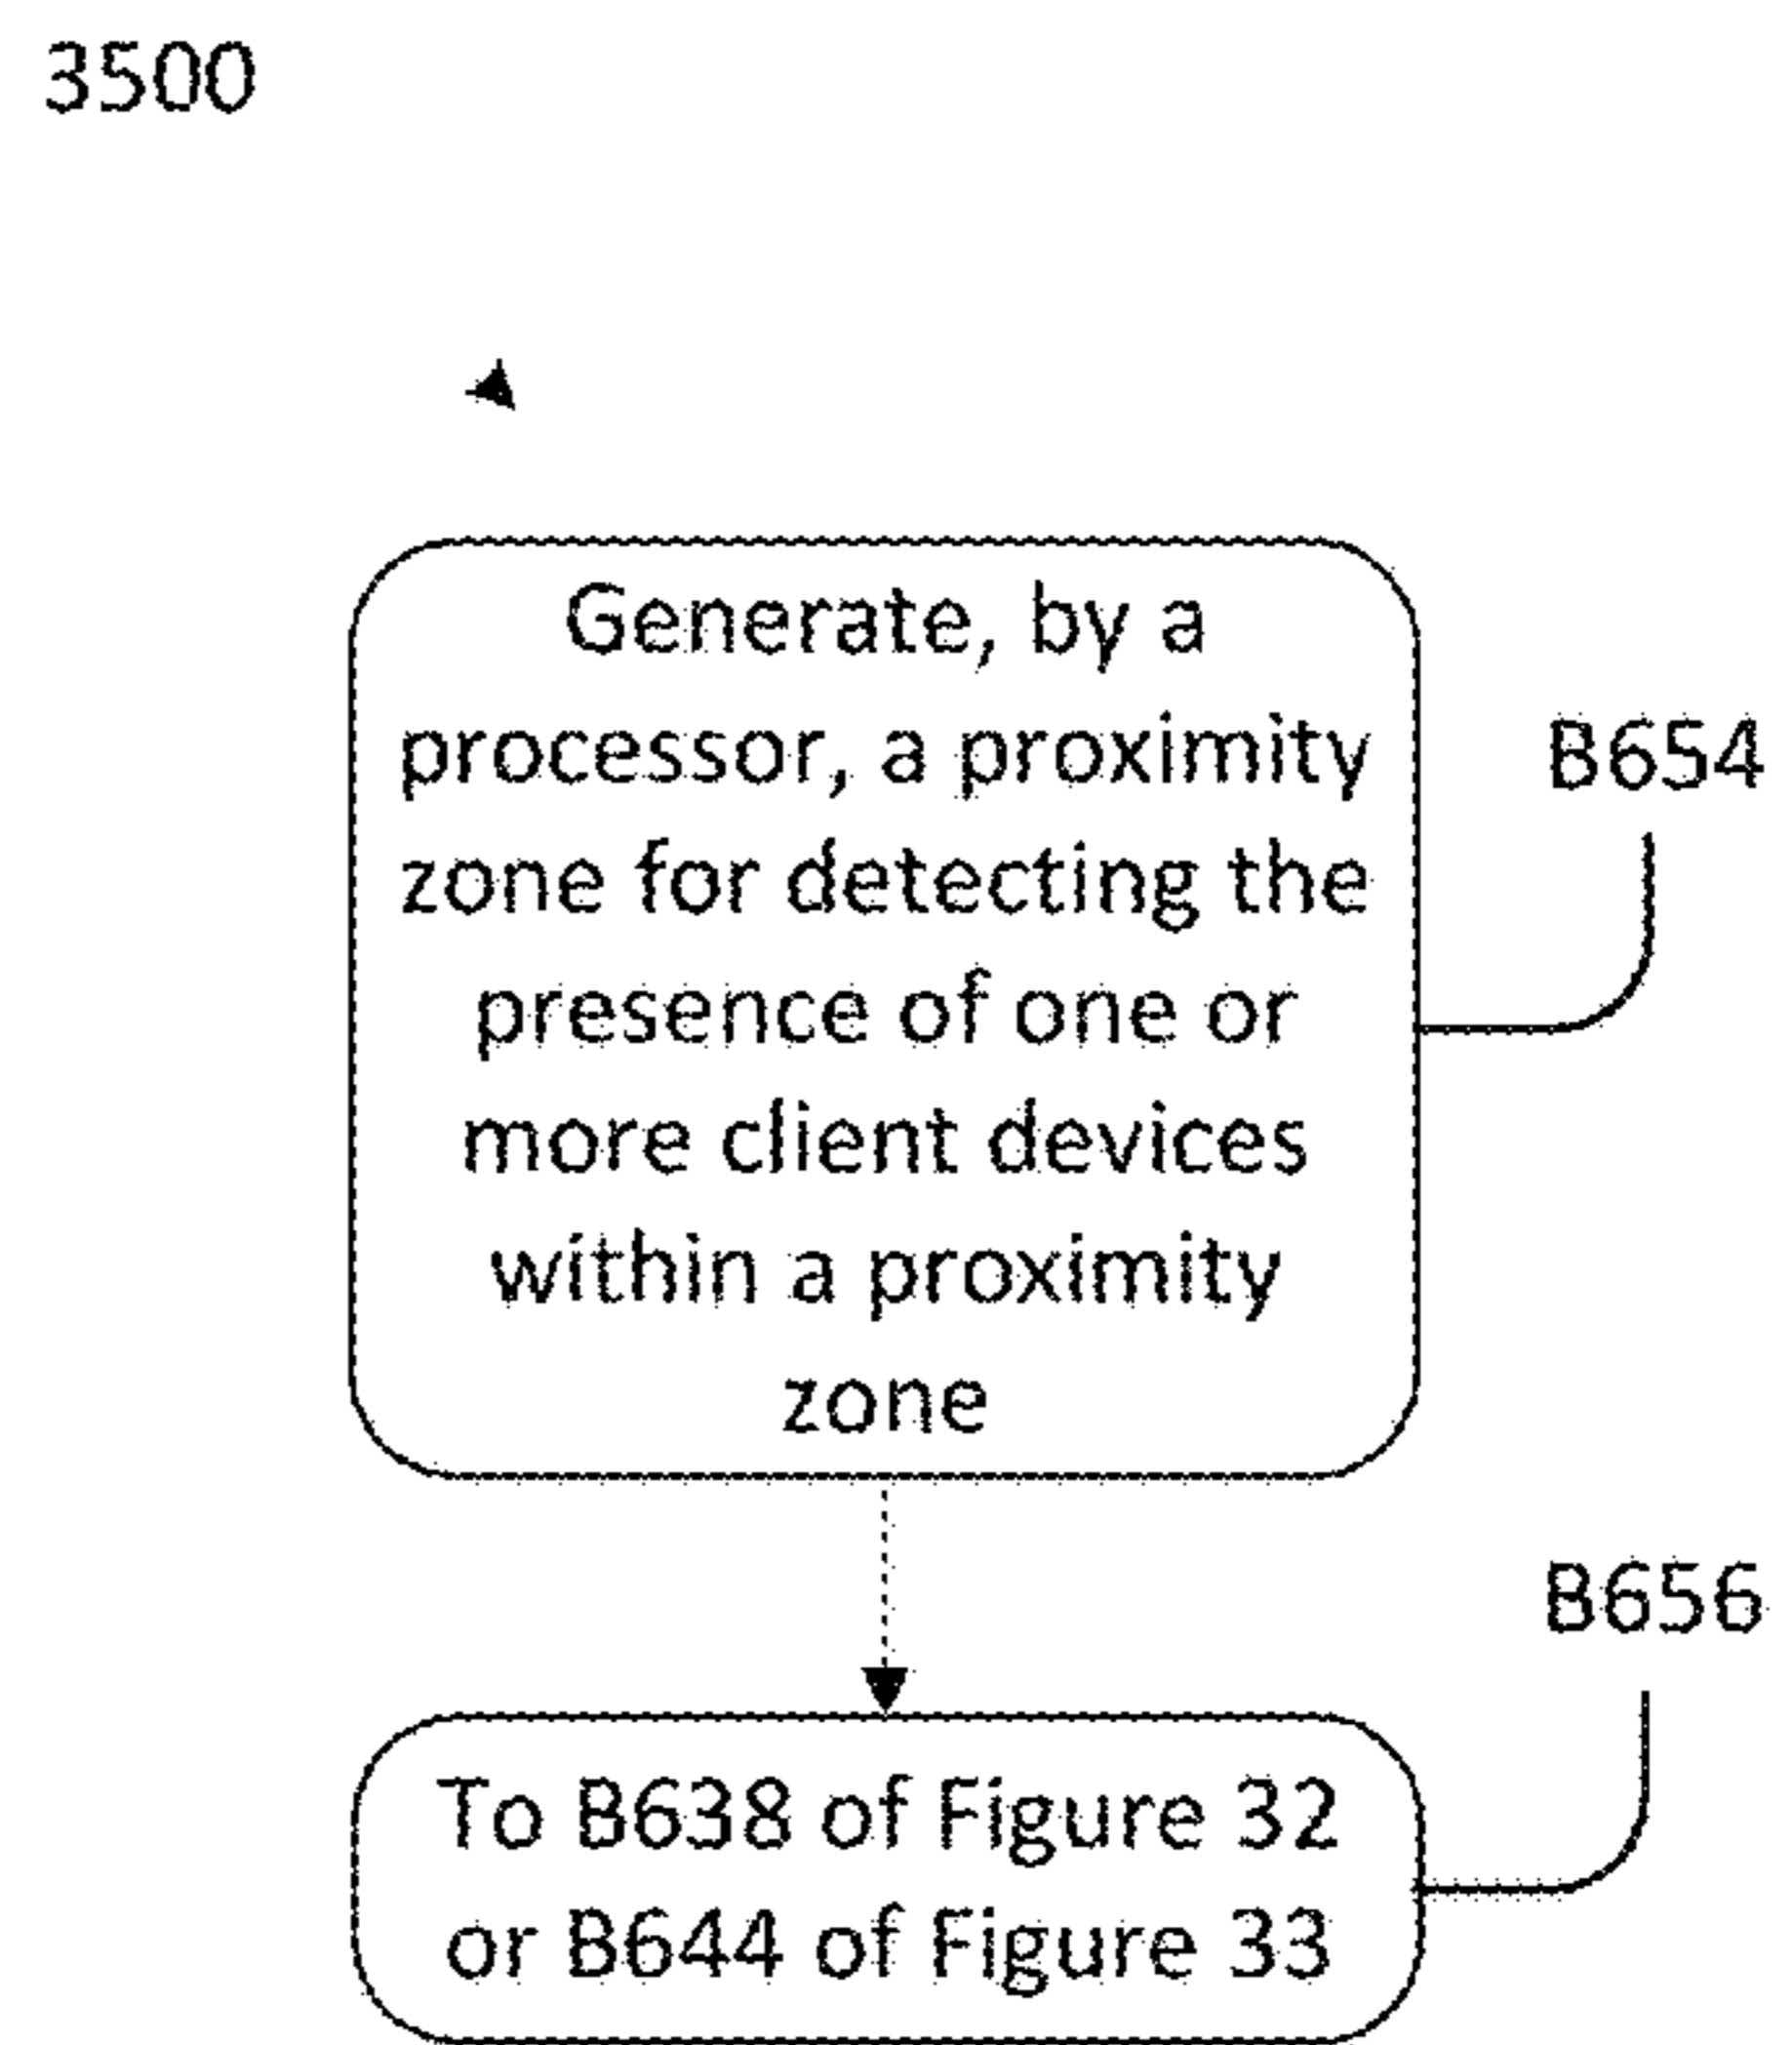 3500
Generate, by a
processor, a proximity
zone for detecting the
presence of one or
more client devices
within a proximity
zone
B654
B656
To B638 of Figure 32
or B644 of Figure 33